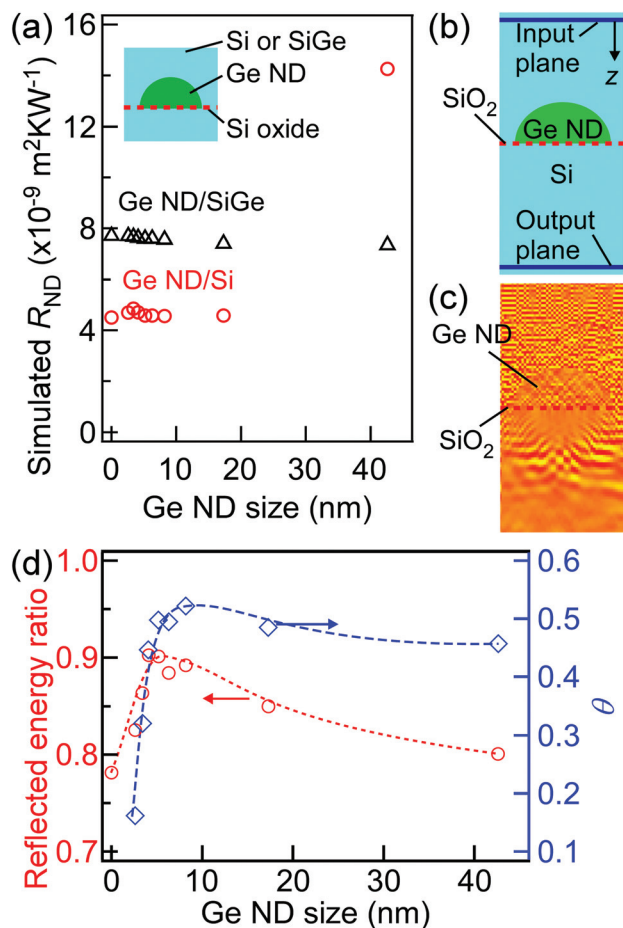 (a)
Simulated R_ND (x10⁻⁹ m²KW⁻¹)
16
12
8
4
0
Si or SiGe
Ge ND
Si oxide
Ge ND/SiGe
Ge ND/Si
0 10 20 30 40
Ge ND size (nm)
(b)
Input
plane
z
SiO₂
Ge ND
Si
Output
plane
(c)
Ge ND
SiO₂
(d)
Reflected energy ratio
1.0
0.9
0.8
0.7
0.6
0.5
0.4
0.3
0.2
0.1
θ
0 10 20 30 40
Ge ND size (nm)